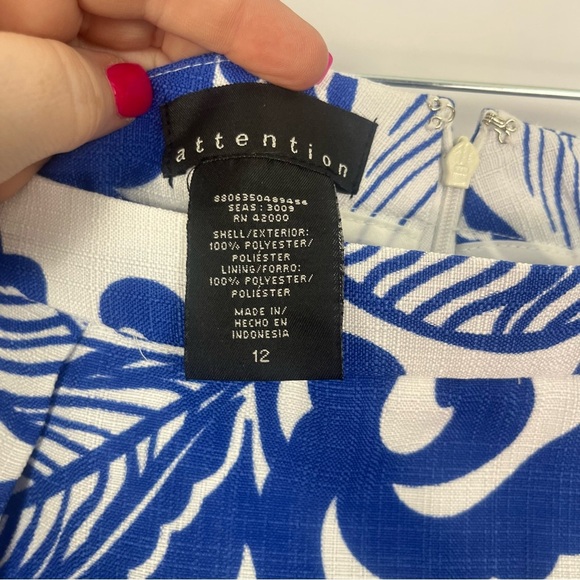 attention
8806350489454
SEAS: 3009
RN 42000
SHELL/EXTERIOR:
100% POLYESTER/
POLIÉSTER
LINING/FORRO:
100% POLYESTER/
POLIÉSTER
MADE IN/
HECHO EN
INDONESIA
12